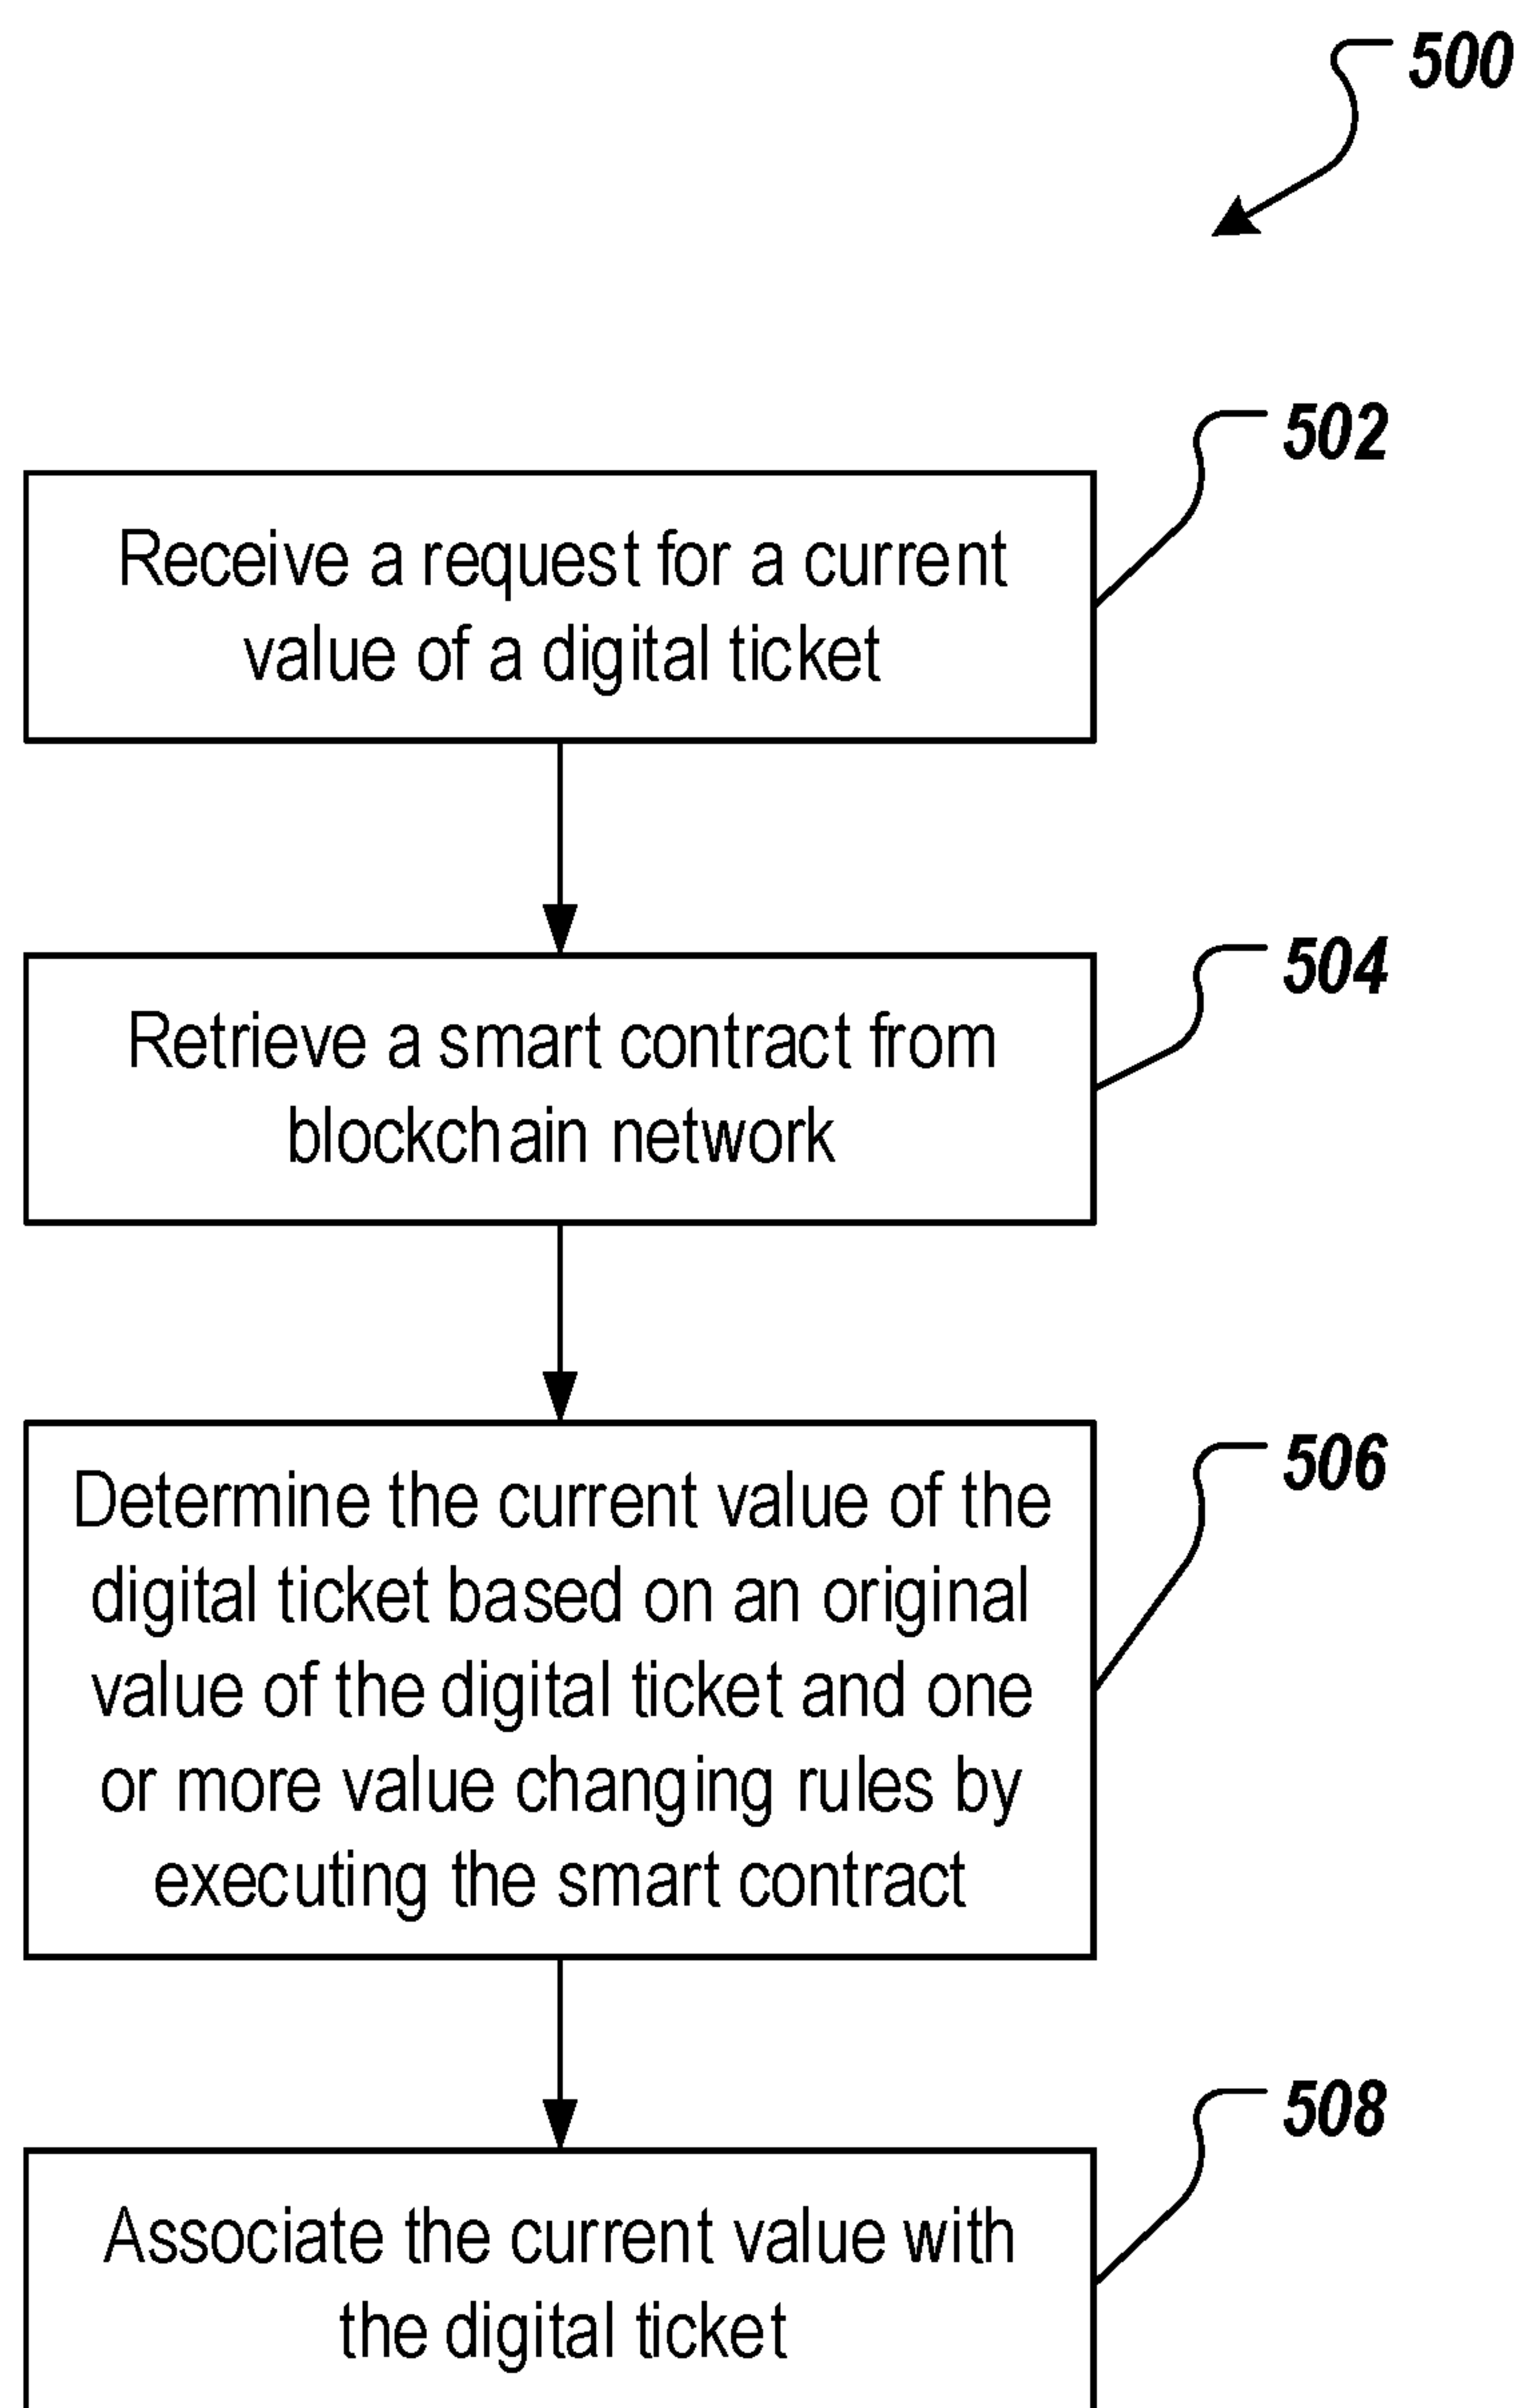 500
502
Receive a request for a current
value of a digital ticket
504
Retrieve a smart contract from
blockchain network
506
Determine the current value of the
digital ticket based on an original
value of the digital ticket and one
or more value changing rules by
executing the smart contract
508
Associate the current value with
the digital ticket